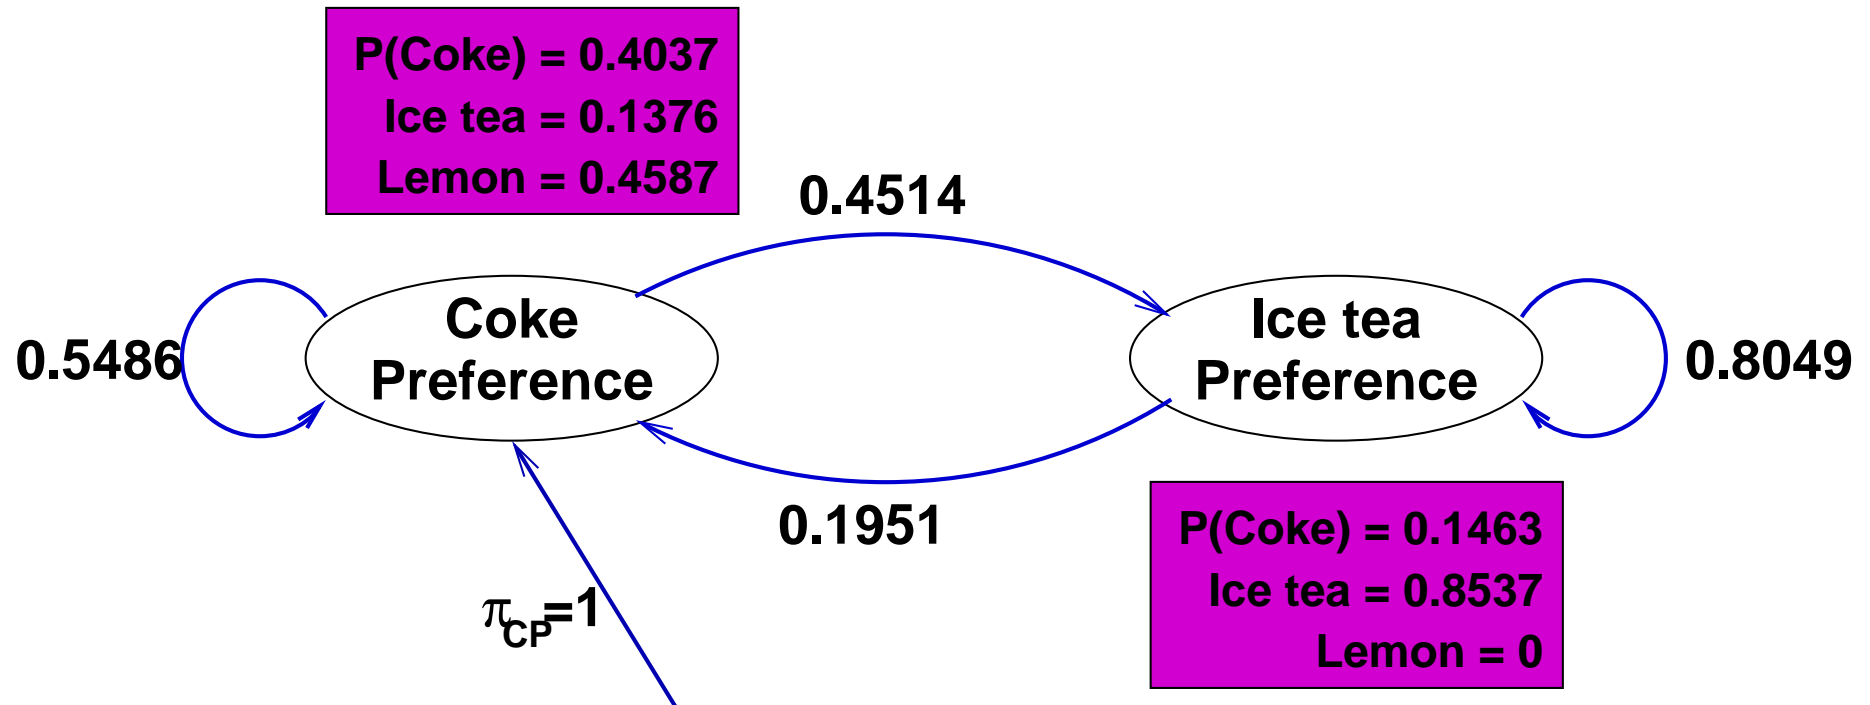 P(Coke) = 0.4037
Ice tea = 0.1376
Lemon = 0.4587
0.4514
Coke
Preference
Ice tea
Preference
0.5486
0.8049
0.1951
P(Coke) = 0.1463
Ice tea = 0.8537
Lemon = 0
π_CP=1